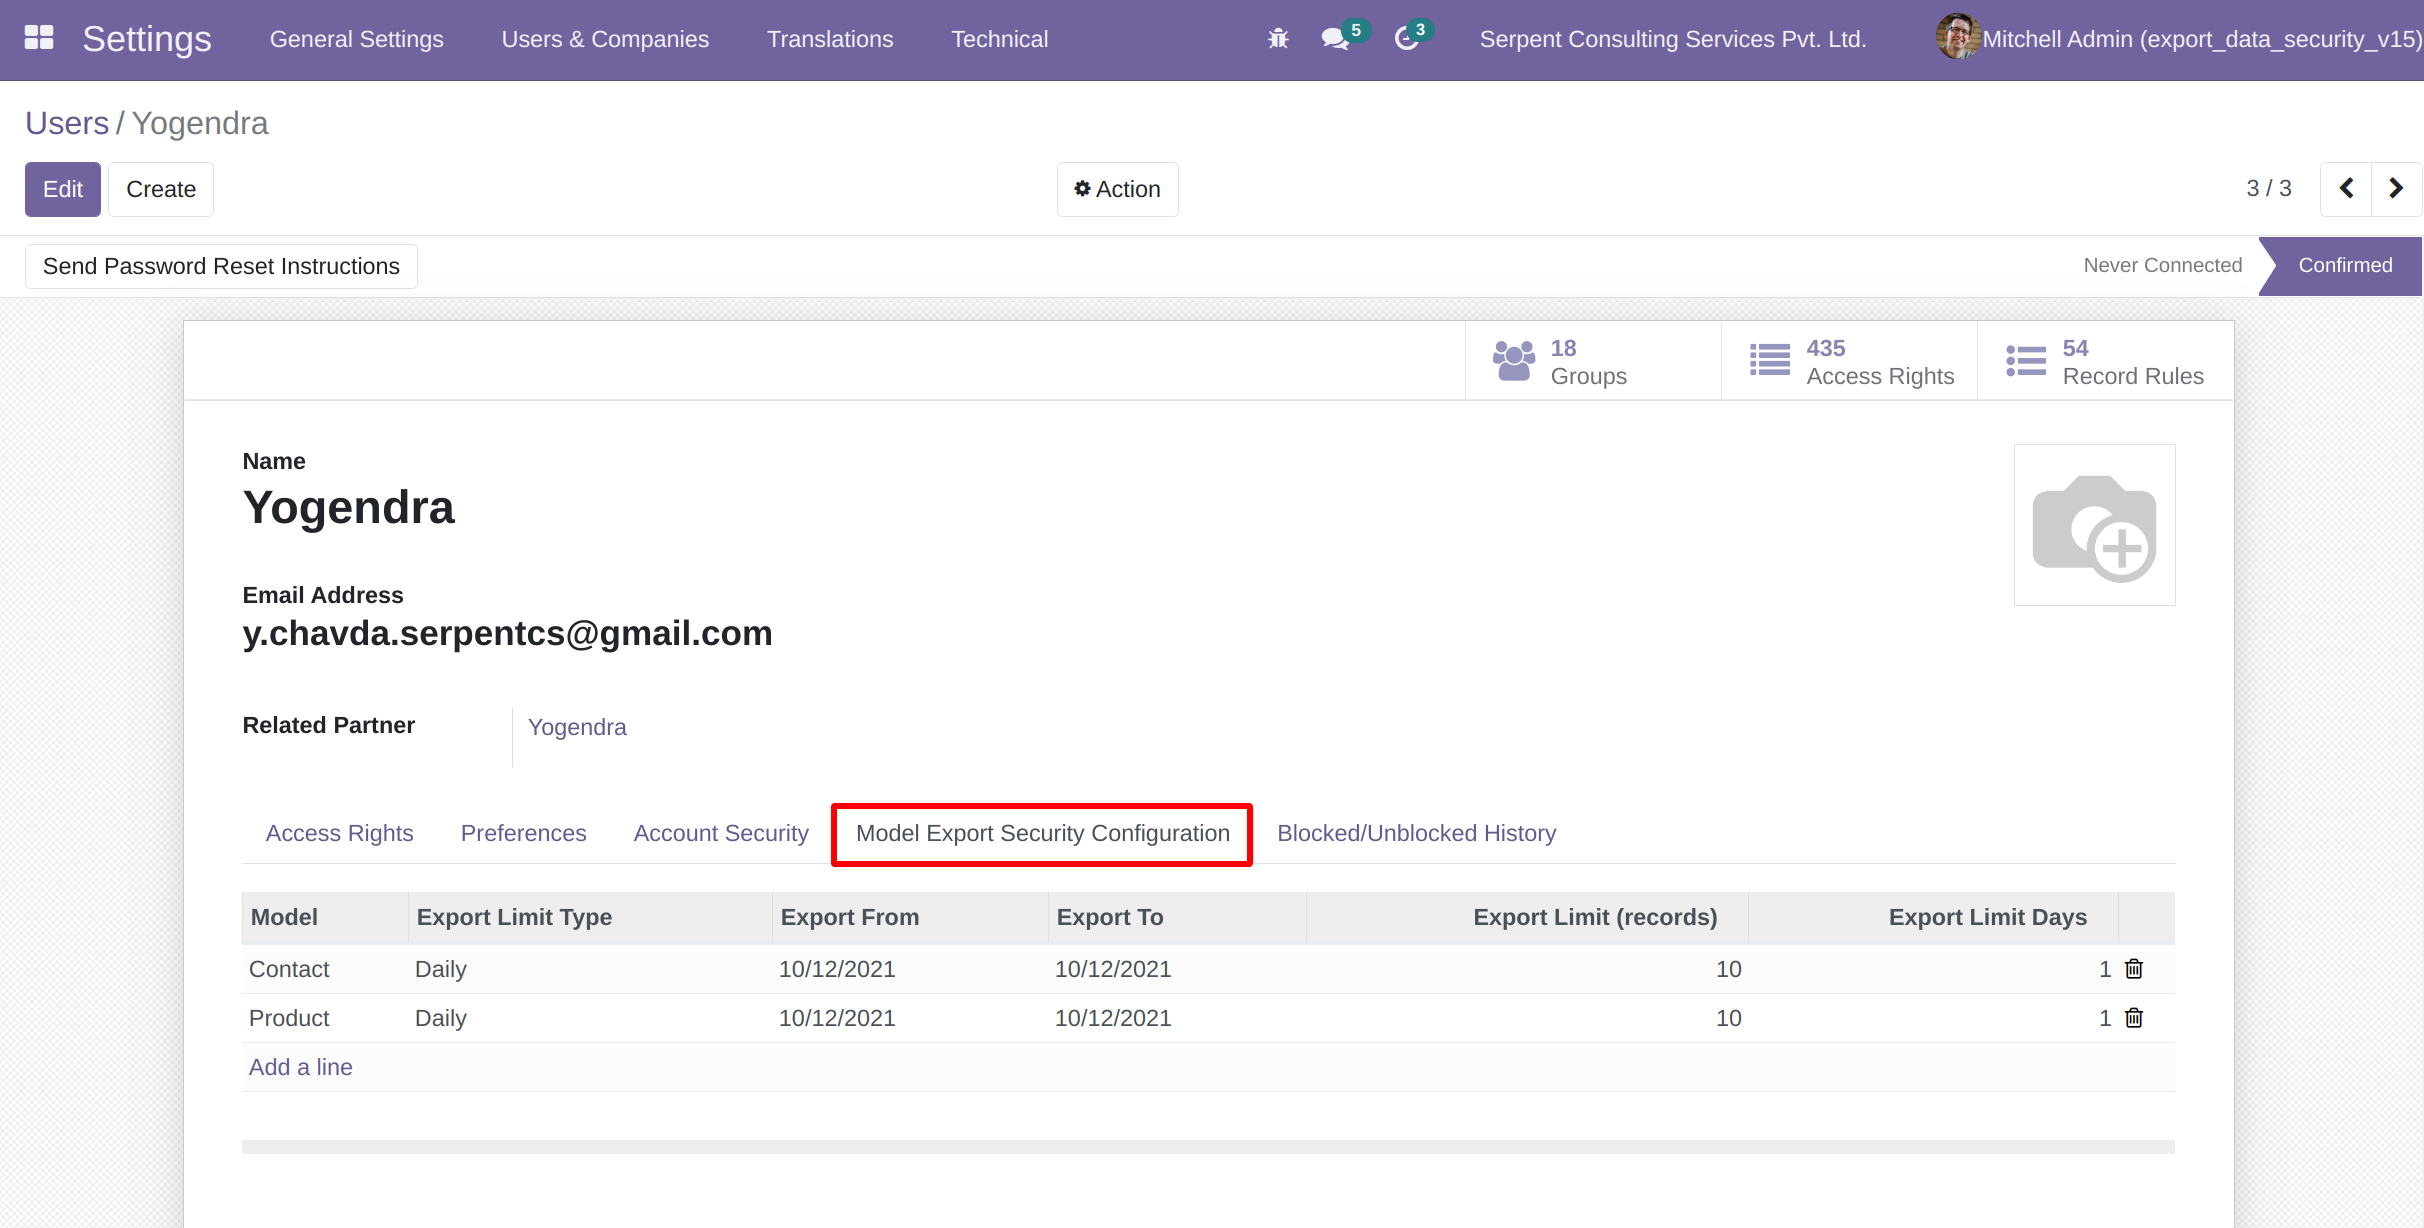 Settings General Settings Users & Companies Translations Technical 5 3 Serpent Consulting Services Pvt. Ltd. Mitchell Admin (export_data_security_v15)
Users / Yogendra
Edit Create Action 3 / 3
Send Password Reset Instructions Never Connected Confirmed
18 435 54
Groups Access Rights Record Rules
Name
Yogendra
Email Address
y.chavda.serpentcs@gmail.com
Related Partner Yogendra
Access Rights Preferences Account Security Model Export Security Configuration Blocked/Unblocked History
Model Export Limit Type Export From Export To Export Limit (records) Export Limit Days
Contact Daily 10/12/2021 10/12/2021 10 1
Product Daily 10/12/2021 10/12/2021 10 1
Add a line